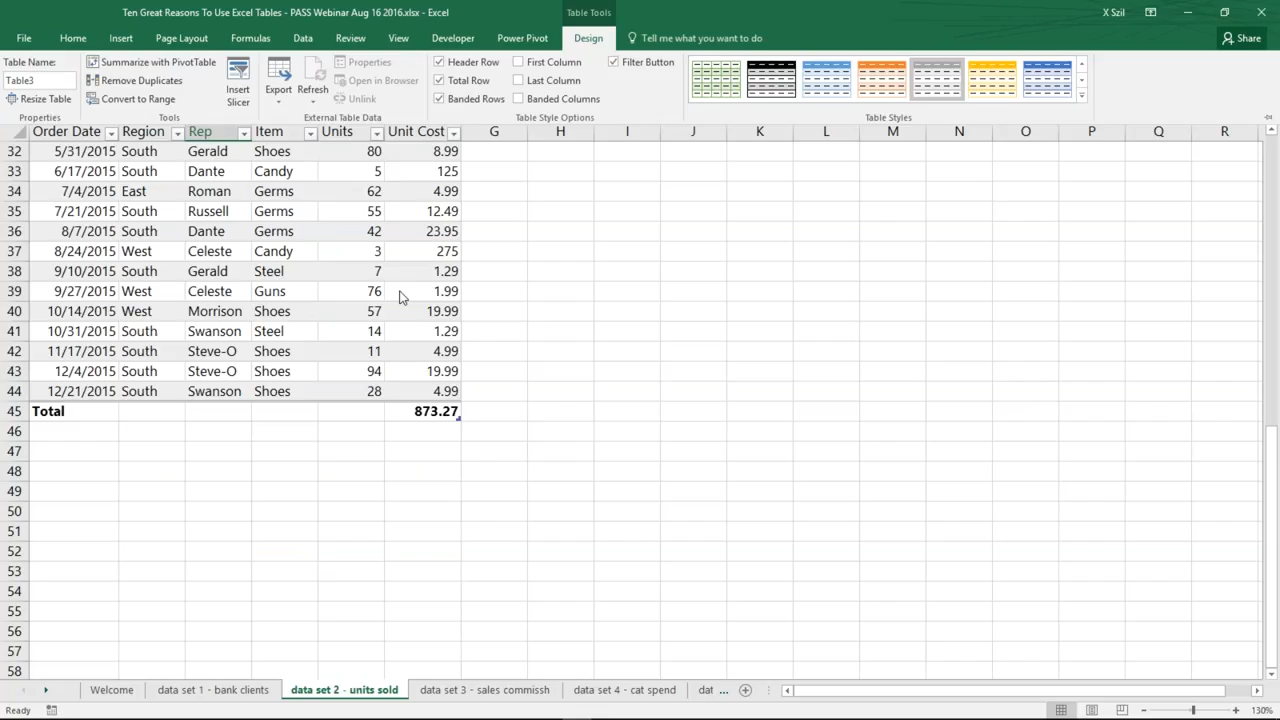 Ten Great Reasons To Use Excel Tables - PASS Webinar Aug 16 2016.xlsx - Excel
Table Tools
X Szil
File Home Insert Page Layout Formulas Data Review View Developer Power Pivot Design Tell me what you want to do Share
Table Name: Summarize with PivotTable Properties Header Row First Column Filter Button
Table3 Remove Duplicates Open in Browser Total Row Last Column
Resize Table Convert to Range Insert Slicer Export Refresh Unlink Banded Rows Banded Columns
Properties Tools External Table Data Table Style Options Table Styles
Order Date Region Rep Item Units Unit Cost G H I J K L M N O P Q R
32 5/31/2015 South Gerald Shoes 80 8.99
33 6/17/2015 South Dante Candy 5 125
34 7/4/2015 East Roman Germs 62 4.99
35 7/21/2015 South Russell Germs 55 12.49
36 8/7/2015 South Dante Germs 42 23.95
37 8/24/2015 West Celeste Candy 3 275
38 9/10/2015 South Gerald Steel 7 1.29
39 9/27/2015 West Celeste Guns 76 1.99
40 10/14/2015 West Morrison Shoes 57 19.99
41 10/31/2015 South Swanson Steel 14 1.29
42 11/17/2015 South Steve-O Shoes 11 4.99
43 12/4/2015 South Steve-O Shoes 94 19.99
44 12/21/2015 South Swanson Shoes 28 4.99
45 Total 873.27
46
47
48
49
50
51
52
53
54
55
56
57
58
Welcome data set 1 - bank clients data set 2 - units sold data set 3 - sales commissh data set 4 - cat spend dat ...
Ready 130%